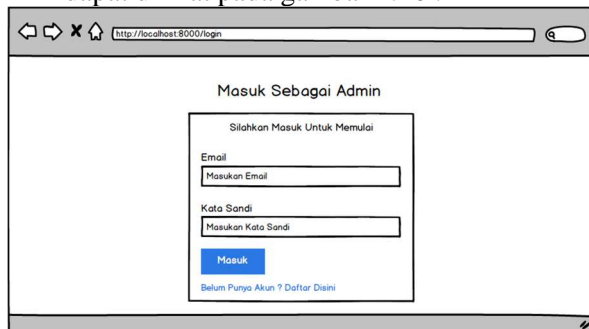 http://localhost:8000/login
Masuk Sebagai Admin
Silahkan Masuk Untuk Memulai
Email
Masukan Email
Kata Sandi
Masukan Kata Sandi
Masuk
Belum Punya Akun ? Daftar Disini